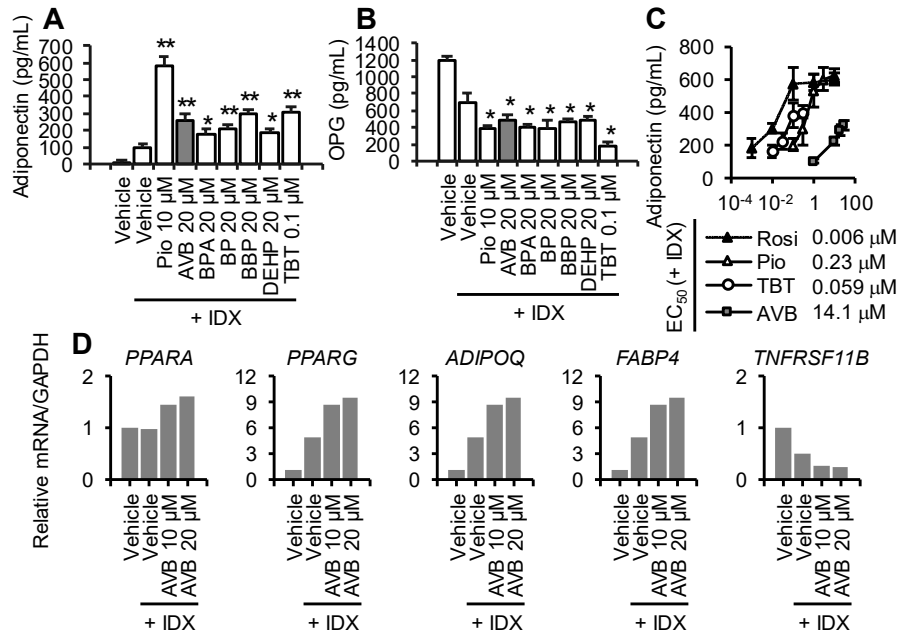 A
Adiponectin (pg/mL)
700
600
500
400
300
200
100
0
**
**
*
**
**
*
**
Vehicle
Vehicle
Pio 10 µM
AVB 20 µM
BPA 20 µM
BP 20 µM
BBP 20 µM
DEHP 20 µM
TBT 0.1 µM
+ IDX
B
OPG (pg/mL)
1400
1200
1000
800
600
400
200
0
*
*
*
*
*
*
*
Vehicle
Vehicle
Pio 10 µM
AVB 20 µM
BPA 20 µM
BP 20 µM
BBP 20 µM
DEHP 20 µM
TBT 0.1 µM
+ IDX
C
Adiponectin (pg/mL)
800
600
400
200
0
10-4 10-2 1 100
EC50 (+ IDX)
Rosi 0.006 µM
Pio 0.23 µM
TBT 0.059 µM
AVB 14.1 µM
D
Relative mRNA/GAPDH
PPARA
2
1
0
Vehicle
Vehicle
AVB 10 µM
AVB 20 µM
+ IDX
PPARG
12
9
6
3
0
Vehicle
Vehicle
AVB 10 µM
AVB 20 µM
+ IDX
ADIPOQ
12
9
6
3
0
Vehicle
Vehicle
AVB 10 µM
AVB 20 µM
+ IDX
FABP4
12
9
6
3
0
Vehicle
Vehicle
AVB 10 µM
AVB 20 µM
+ IDX
TNFRSF11B
2
1
0
Vehicle
Vehicle
AVB 10 µM
AVB 20 µM
+ IDX